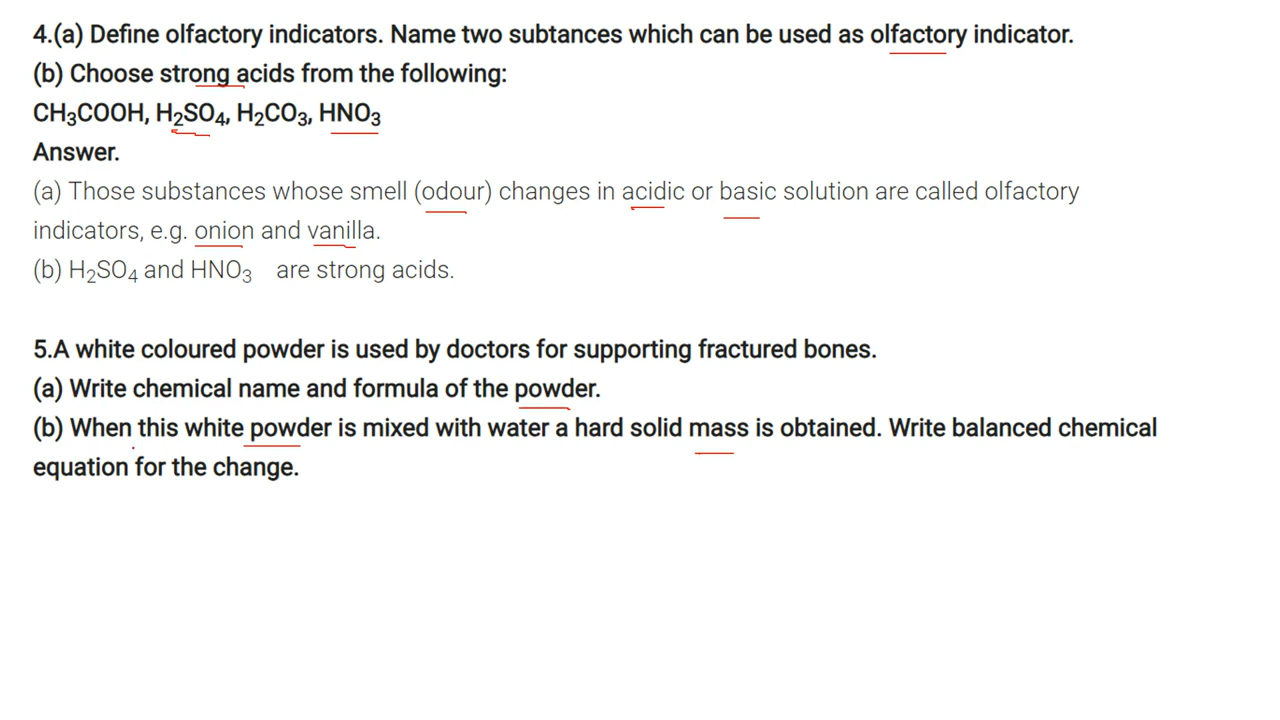 4.(a) Define olfactory indicators. Name two subtances which can be used as olfactory indicator.
(b) Choose strong acids from the following:
CH₃COOH, H₂SO₄, H₂CO₃, HNO₃
Answer.
(a) Those substances whose smell (odour) changes in acidic or basic solution are called olfactory
indicators, e.g. onion and vanilla.
(b) H₂SO₄ and HNO₃ are strong acids.
5.A white coloured powder is used by doctors for supporting fractured bones.
(a) Write chemical name and formula of the powder.
(b) When this white powder is mixed with water a hard solid mass is obtained. Write balanced chemical
equation for the change.